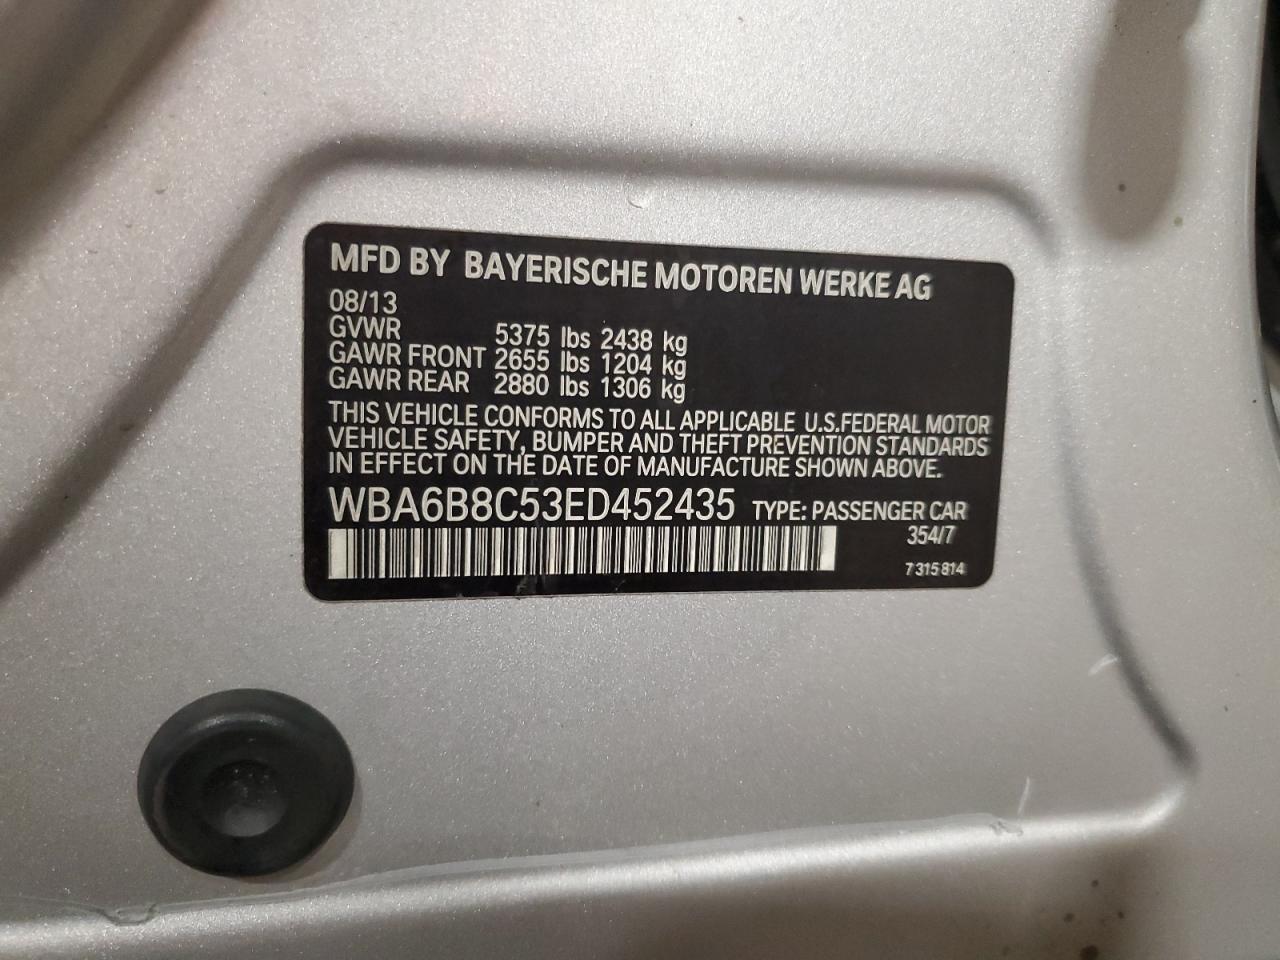 MFD BY BAYERISCHE MOTOREN WERKE AG
08/13
GVWR 5375 lbs 2438 kg
GAWR FRONT 2655 lbs 1204 kg
GAWR REAR 2880 lbs 1306 kg
THIS VEHICLE CONFORMS TO ALL APPLICABLE U.S.FEDERAL MOTOR
VEHICLE SAFETY, BUMPER AND THEFT PREVENTION STANDARDS
IN EFFECT ON THE DATE OF MANUFACTURE SHOWN ABOVE.
WBA6B8C53ED452435 TYPE: PASSENGER CAR
354/7
7 315 814